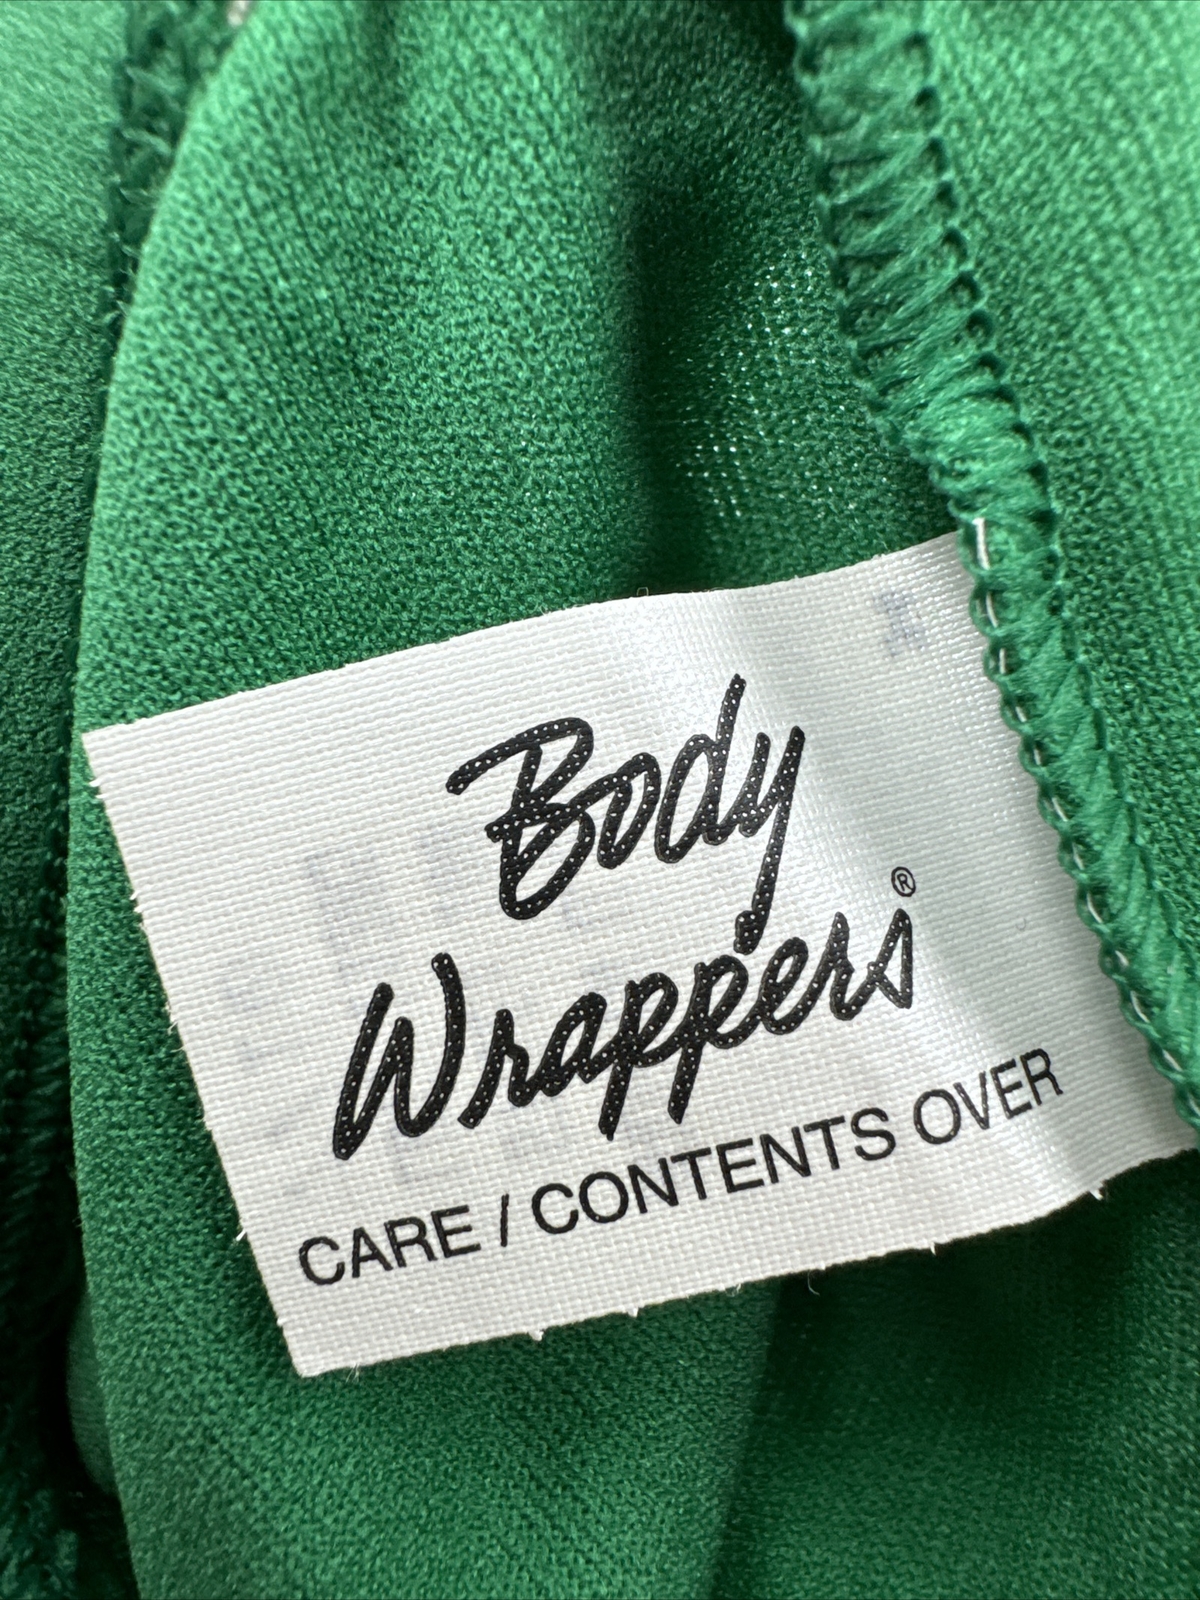 Body
Wrappers®
CARE / CONTENTS OVER